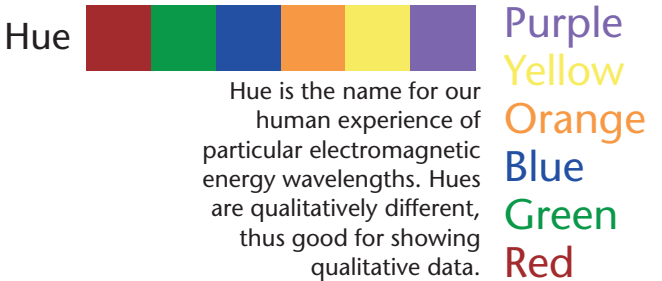 Hue
Hue is the name for our
human experience of
particular electromagnetic
energy wavelengths. Hues
are qualitatively different,
thus good for showing
qualitative data.
Purple
Yellow
Orange
Blue
Green
Red